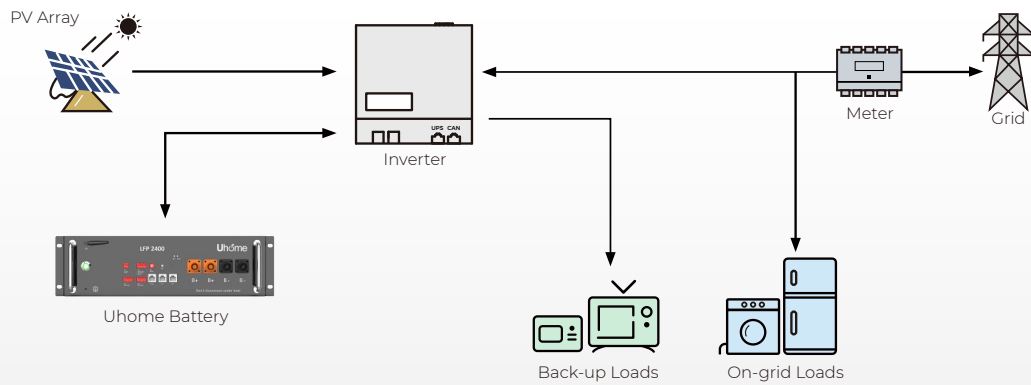 PV Array
UPS CAN
Inverter
Meter
Grid
LFP 2400
Uhome
B+ B+ B- B-
Uhome Battery
Back-up Loads
On-grid Loads